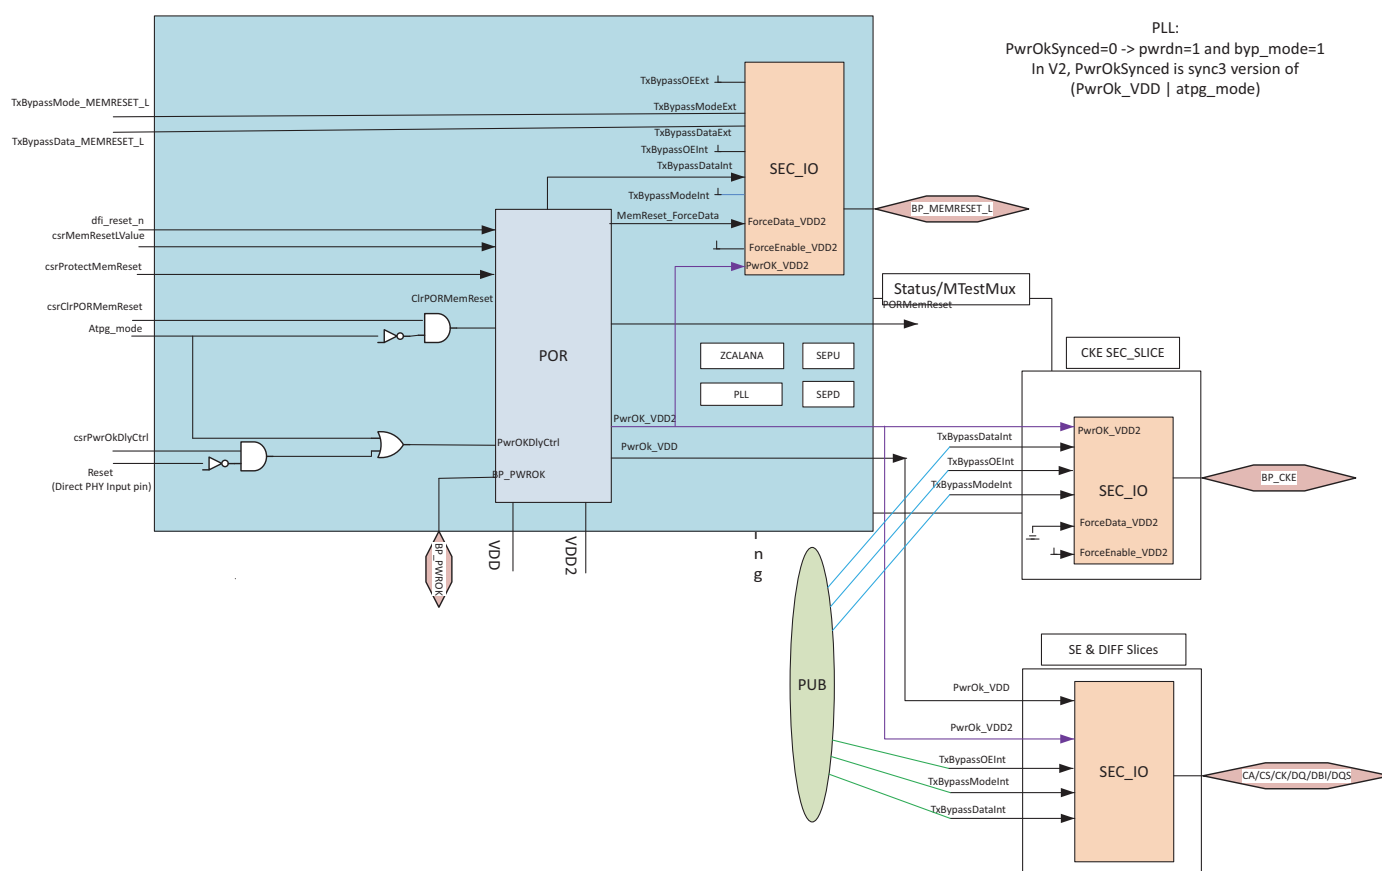 PLL:
PwrOkSynced=0 -> pwrdn=1 and byp_mode=1
In V2, PwrOkSynced is sync3 version of
(PwrOk_VDD | atpg_mode)
TxBypassMode_MEMRESET_L
TxBypassData_MEMRESET_L
dfi_reset_n
csrMemResetLValue
csrProtectMemReset
csrClrPORMemReset
Atpg_mode
csrPwrOkDlyCtrl
Reset
(Direct PHY Input pin)
ClrPORMemReset
POR
PwrOKDlyCtrl
BP_PWROK
BP_PWROK
VDD
VDD2
TxBypassOEExt
TxBypassModeExt
TxBypassDataExt
TxBypassOEInt
TxBypassDataInt
TxBypassModeInt
MemReset_ForceData
SEC_IO
ForceData_VDD2
ForceEnable_VDD2
PwrOK_VDD2
BP_MEMRESET_L
Status/MTestMux
PORMemReset
ZCALANA
SEPU
PLL
SEPD
PwrOK_VDD2
PwrOk_VDD
n
g
PUB
CKE SEC_SLICE
TxBypassDataInt
TxBypassOEInt
TxBypassModeInt
PwrOK_VDD2
SEC_IO
ForceData_VDD2
ForceEnable_VDD2
BP_CKE
SE & DIFF Slices
PwrOk_VDD
PwrOk_VDD2
TxBypassOEInt
TxBypassModeInt
TxBypassDataInt
SEC_IO
CA/CS/CK/DQ/DBI/DQS